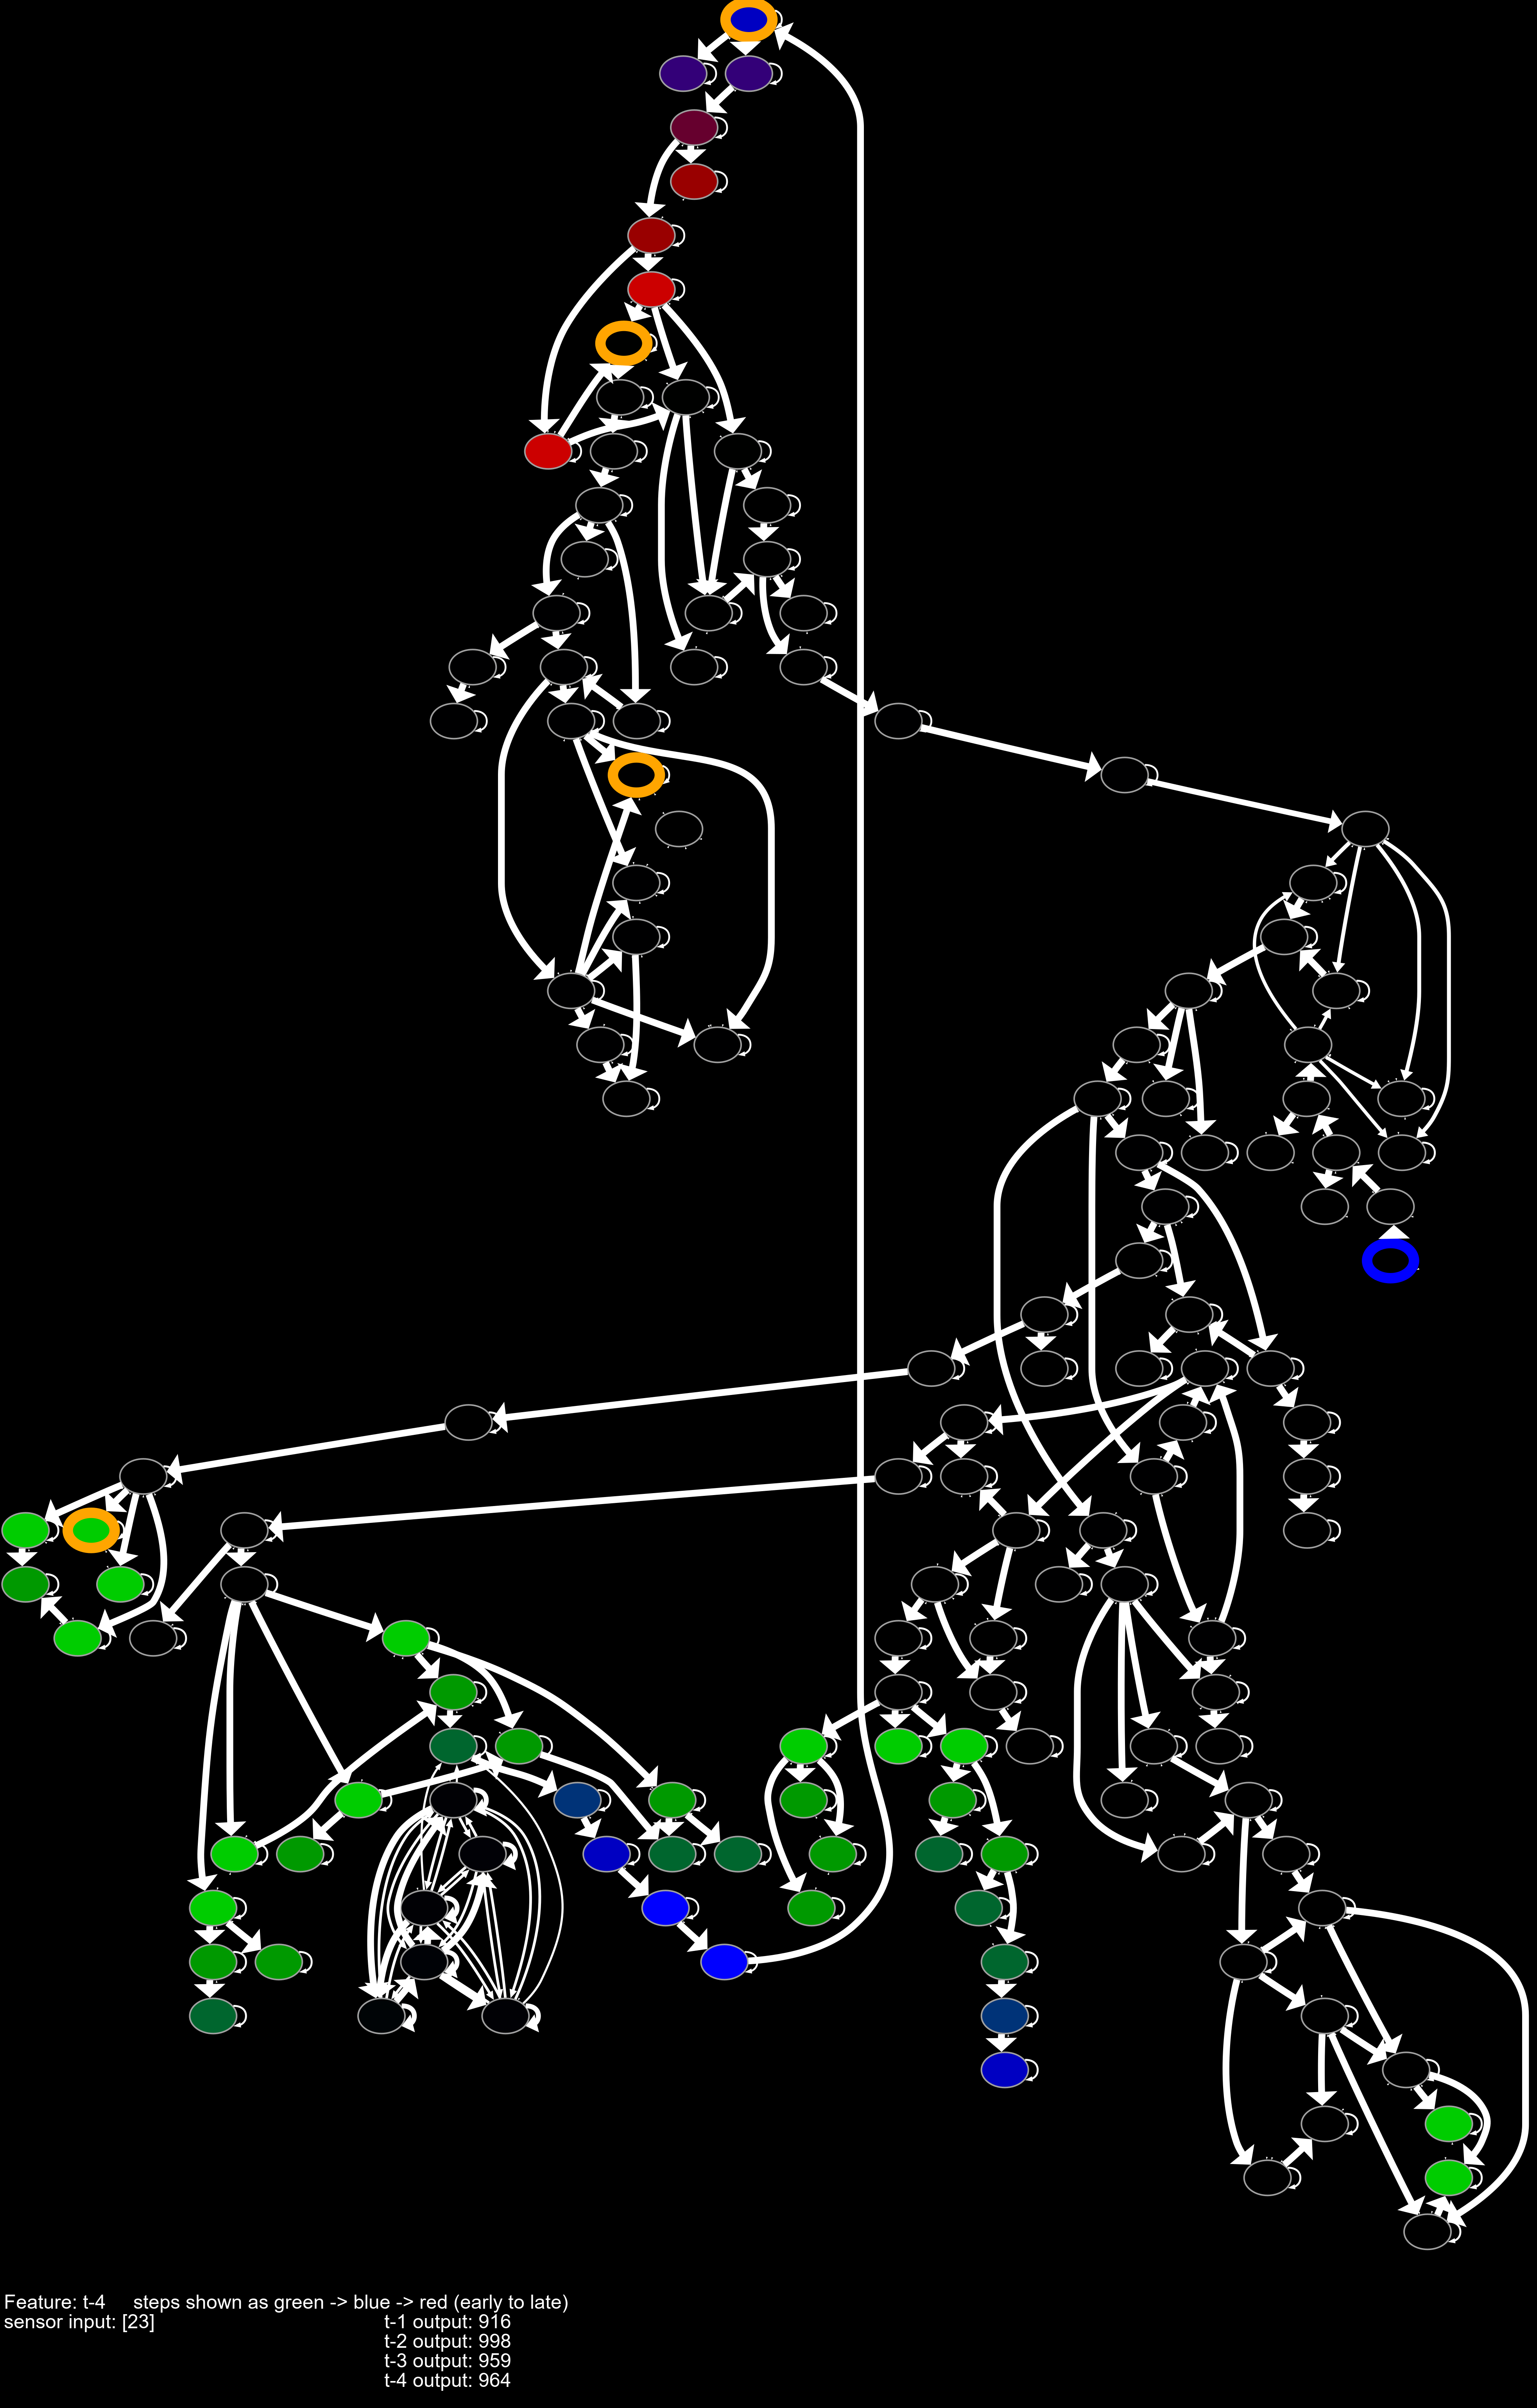 Feature: t-4 steps shown as green -> blue -> red (early to late)
sensor input: [23] t-1 output: 916
t-2 output: 998
t-3 output: 959
t-4 output: 964